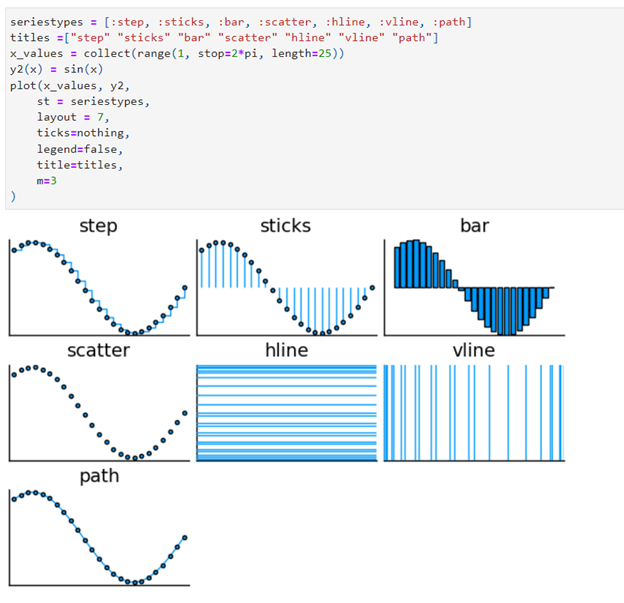 seriestypes = [:step, :sticks, :bar, :scatter, :hline, :vline, :path]
titles =["step" "sticks" "bar" "scatter" "hline" "vline" "path"]
x_values = collect(range(1, stop=2*pi, length=25))
y2(x) = sin(x)
plot(x_values, y2,
    st = seriestypes,
    layout = 7,
    ticks=nothing,
    legend=false,
    title=titles,
    m=3
)
step
sticks
bar
scatter
hline
vline
path